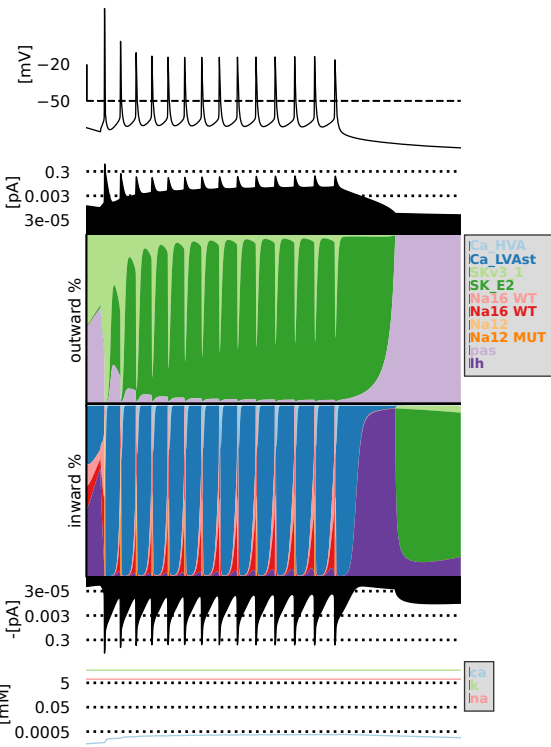 [mV]
−20
−50
[pA]
0.3
0.003
3e-05
outward %
Ca_HVA
Ca_LVAst
SKv3_1
SK_E2
Na16 WT
Na16 WT
Na12
Na12 MUT
pas
Ih
inward %
-[pA]
3e-05
0.003
0.3
[mM]
5
0.05
0.0005
ca
k
na